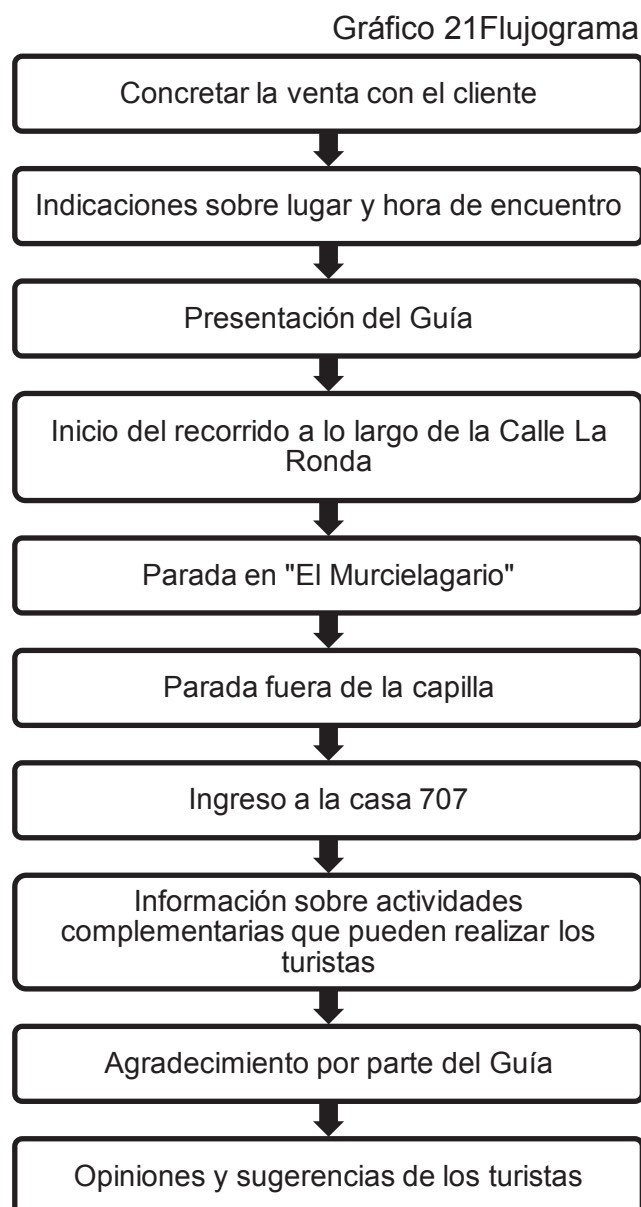 Gráfico 21Flujograma
Concretar la venta con el cliente
Indicaciones sobre lugar y hora de encuentro
Presentación del Guía
Inicio del recorrido a lo largo de la Calle La
Ronda
Parada en "El Murcielagario"
Parada fuera de la capilla
Ingreso a la casa 707
Información sobre actividades
complementarias que pueden realizar los
turistas
Agradecimiento por parte del Guía
Opiniones y sugerencias de los turistas